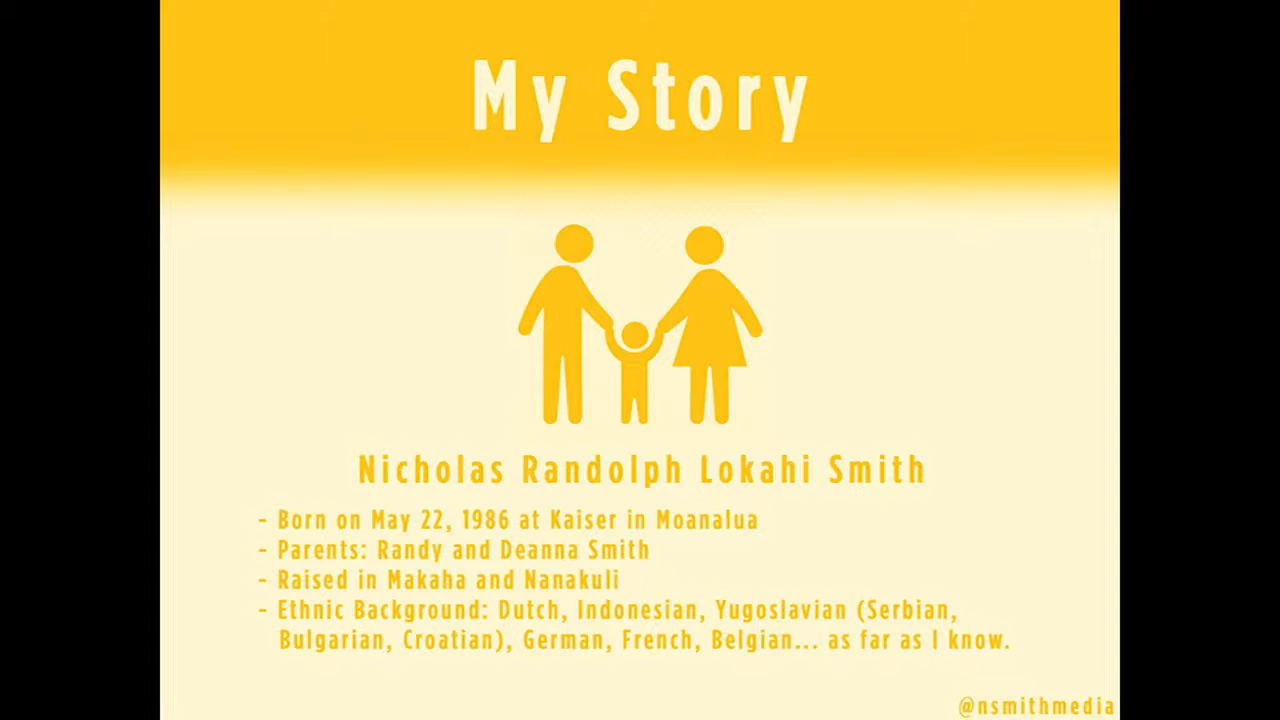 My Story
Nicholas Randolph Lokahi Smith
- Born on May 22, 1986 at Kaiser in Moanalua
- Parents: Randy and Deanna Smith
- Raised in Makaha and Nanakuli
- Ethnic Background: Dutch, Indonesian, Yugoslavian (Serbian,
Bulgarian, Croatian), German, French, Belgian... as far as I know.
@nsmithmedia